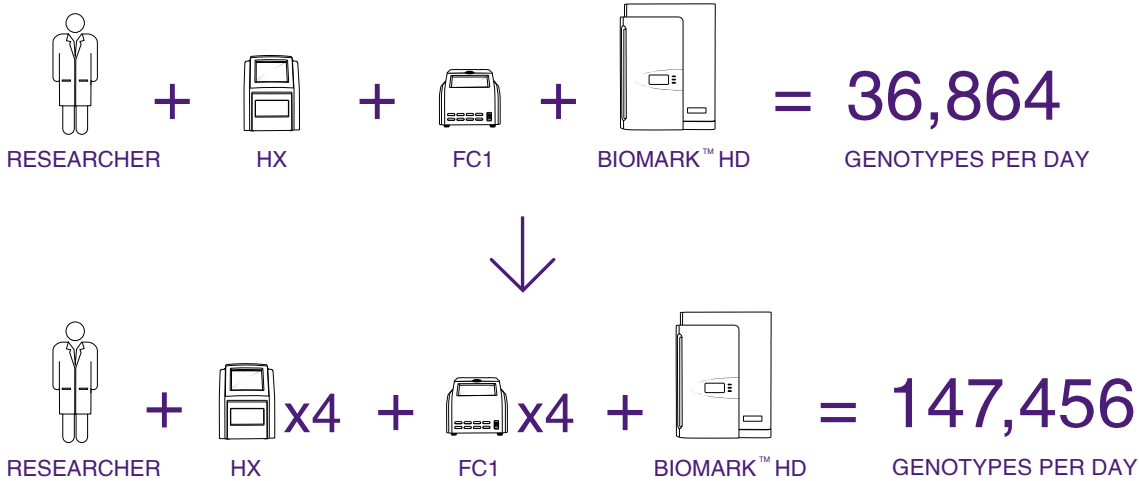 + + + = 36,864
RESEARCHER HX FC1 BIOMARK™ HD GENOTYPES PER DAY
+ x4 + x4 + = 147,456
RESEARCHER HX FC1 BIOMARK™ HD GENOTYPES PER DAY